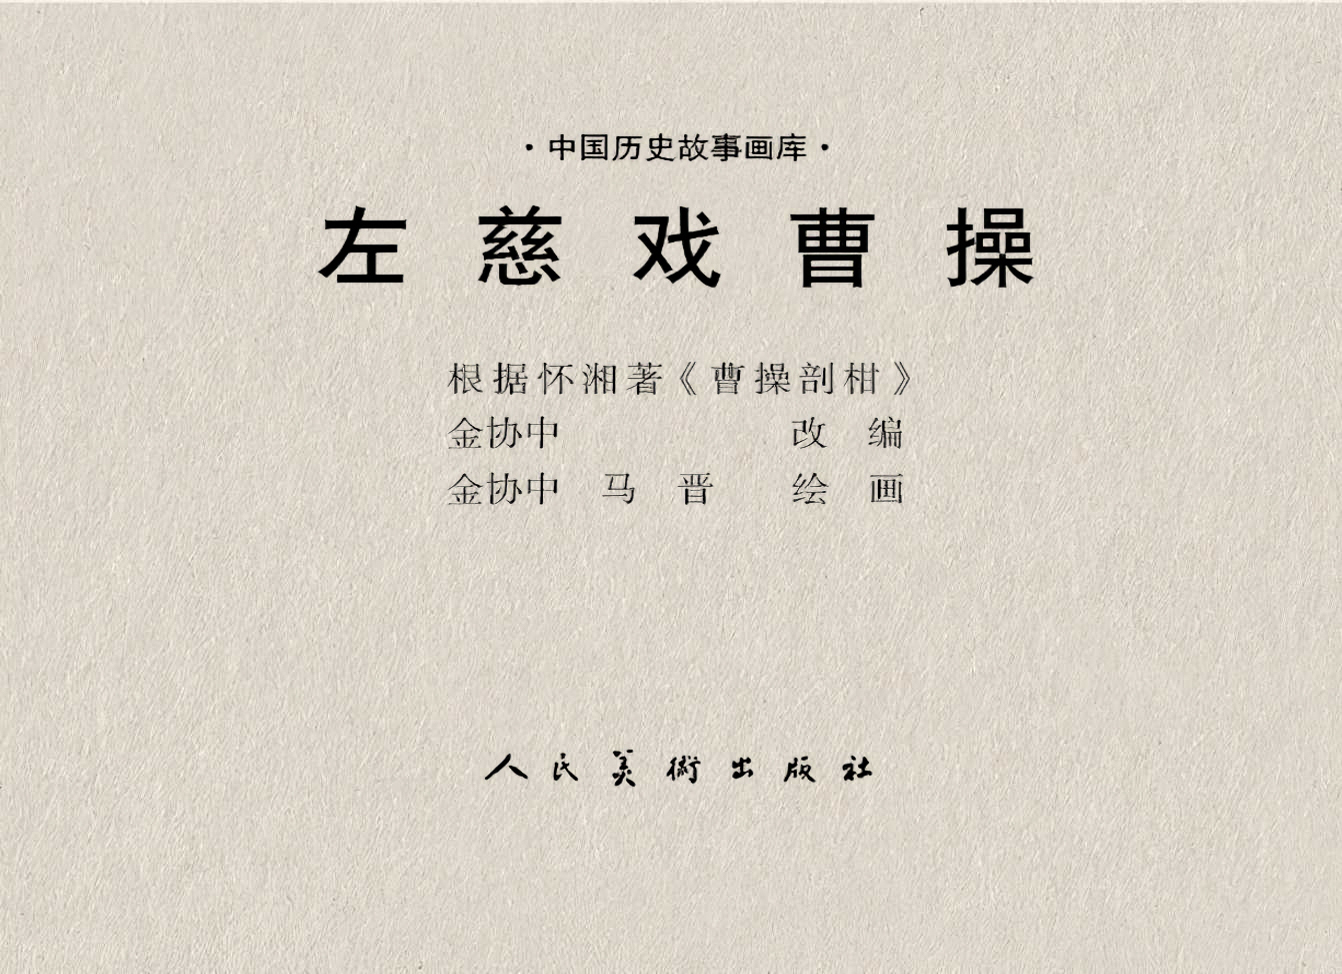 ·中国历史故事画库·
左慈戏曹操
根据怀湘著《曹操剖柑》
金协中 改编
金协中 马晋 绘画
人民美術出版社